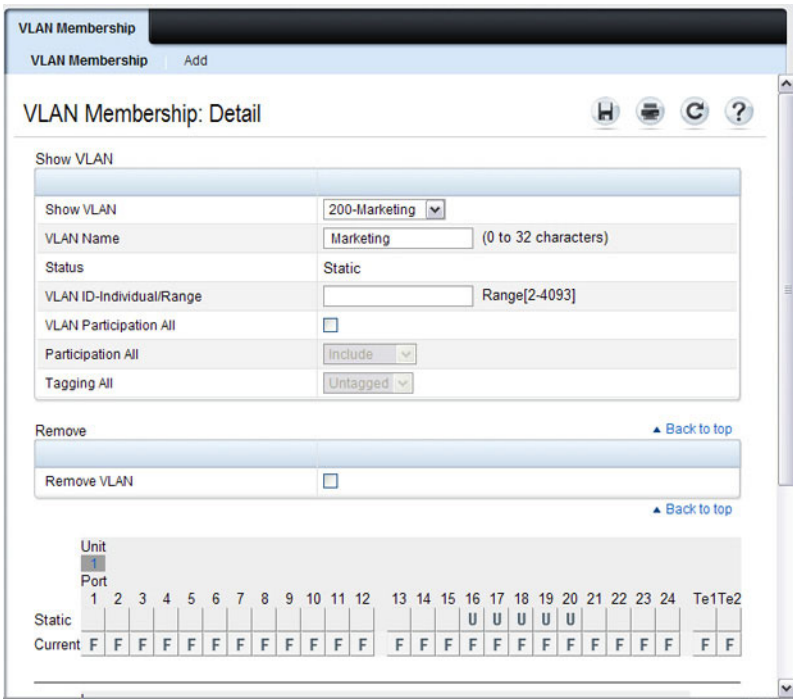 VLAN Membership
VLAN Membership Add
VLAN Membership: Detail
?
Show VLAN
Show VLAN 200-Marketing
VLAN Name Marketing (0 to 32 characters)
Status Static
VLAN ID-Individual/Range Range[2-4093]
VLAN Participation All
Participation All Include
Tagging All Untagged
Remove Back to top
Remove VLAN
Back to top
Unit
1
Port
1 2 3 4 5 6 7 8 9 10 11 12 13 14 15 16 17 18 19 20 21 22 23 24 Te1Te2
Static U U U U U
Current F F F F F F F F F F F F F F F F F F F F F F F F F F